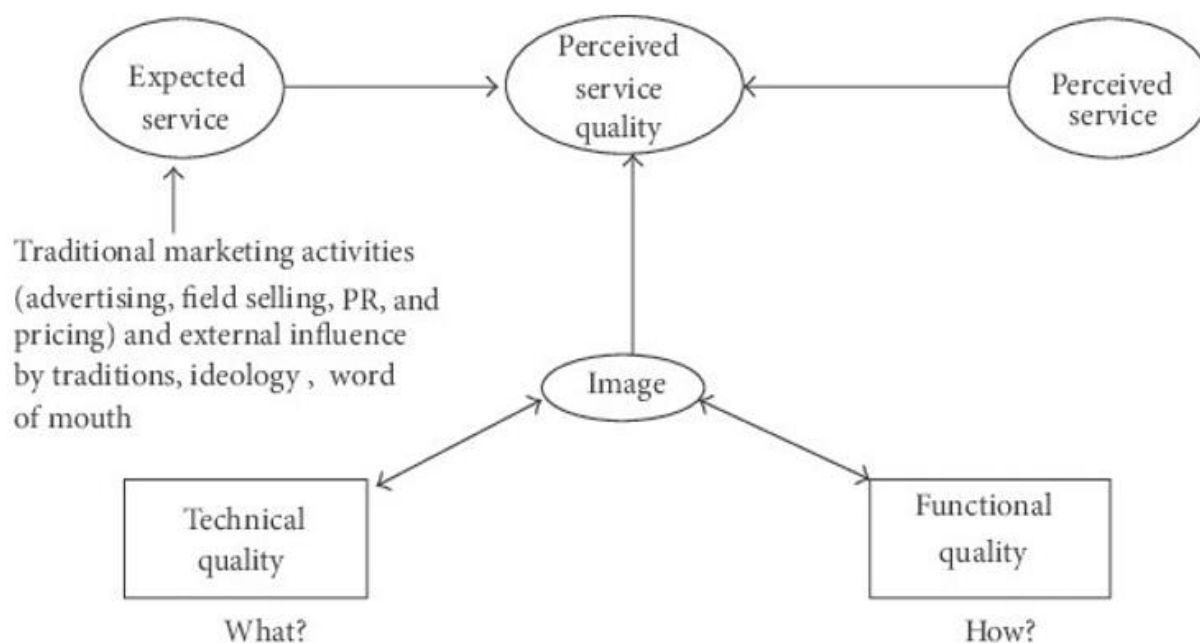 Expected
service
Perceived
service
quality
Perceived
service
Traditional marketing activities
(advertising, field selling, PR, and
pricing) and external influence
by traditions, ideology , word
of mouth
Image
Technical
quality
What?
Functional
quality
How?